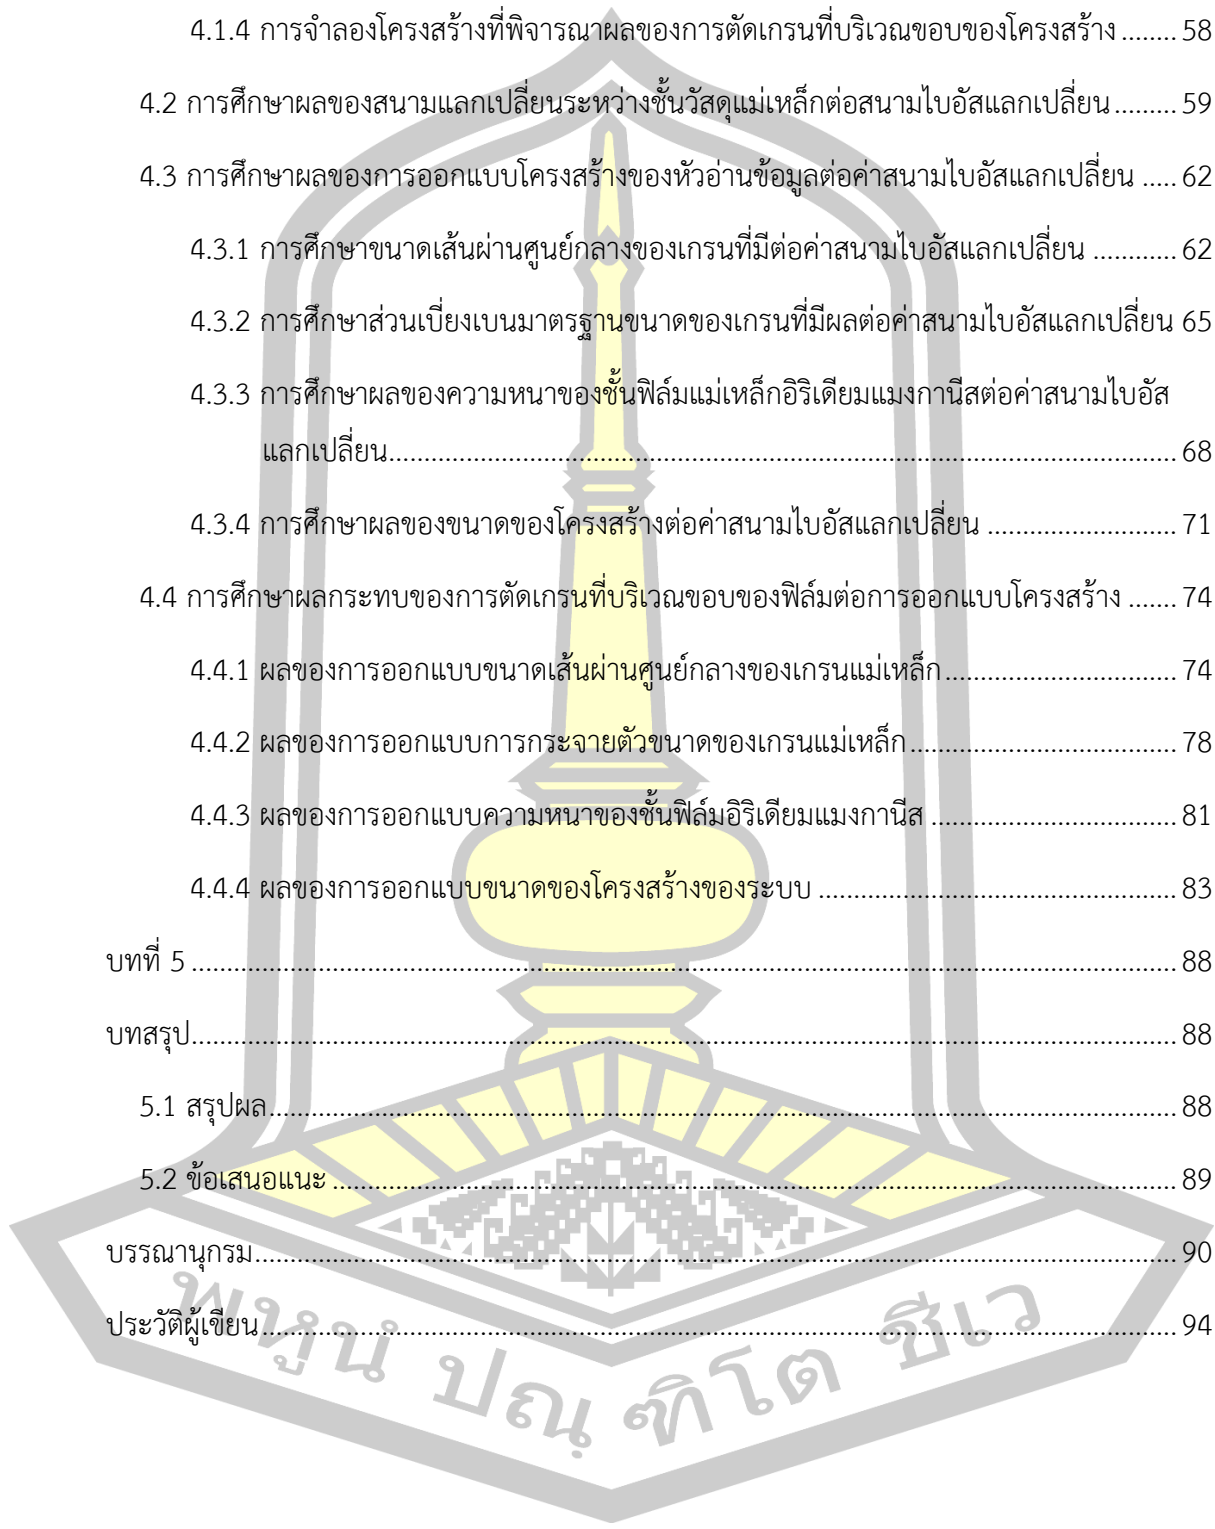 4.1.4 การจำลองโครงสร้างที่พิจารณาผลของการตัดเกรนที่บริเวณขอบของโครงสร้าง ........ 58
4.2 การศึกษาผลของสนามแลกเปลี่ยนระหว่างชั้นวัสดุแม่เหล็กต่อสนามไบอัสแลกเปลี่ยน ......... 59
4.3 การศึกษาผลของการออกแบบโครงสร้างของหัวอ่านข้อมูลต่อค่าสนามไบอัสแลกเปลี่ยน ..... 62
4.3.1 การศึกษาขนาดเส้นผ่านศูนย์กลางของเกรนที่มีต่อค่าสนามไบอัสแลกเปลี่ยน ............ 62
4.3.2 การศึกษาส่วนเบี่ยงเบนมาตรฐานขนาดของเกรนที่มีผลต่อค่าสนามไบอัสแลกเปลี่ยน 65
4.3.3 การศึกษาผลของความหนาของชั้นฟิล์มแม่เหล็กอิริเดียมแมงกานีสต่อค่าสนามไบอัส
แลกเปลี่ยน........................................................................................................ 68
4.3.4 การศึกษาผลของขนาดของโครงสร้างต่อค่าสนามไบอัสแลกเปลี่ยน ......................... 71
4.4 การศึกษาผลกระทบของการตัดเกรนที่บริเวณขอบของฟิล์มต่อการออกแบบโครงสร้าง ....... 74
4.4.1 ผลของการออกแบบขนาดเส้นผ่านศูนย์กลางของเกรนแม่เหล็ก.............................. 74
4.4.2 ผลของการออกแบบการกระจายตัวขนาดของเกรนแม่เหล็ก................................... 78
4.4.3 ผลของการออกแบบความหนาของชั้นฟิล์มอิริเดียมแมงกานีส ................................ 81
4.4.4 ผลของการออกแบบขนาดของโครงสร้างของระบบ .............................................. 83
บทที่ 5 ................................................................................................................................ 88
บทสรุป................................................................................................................................ 88
5.1 สรุปผล........................................................................................................................ 88
5.2 ข้อเสนอแนะ ................................................................................................................ 89
บรรณานุกรม........................................................................................................................ 90
ประวัติผู้เขียน....................................................................................................................... 94
พหูนํ ปณฺฑิโต ชีเว